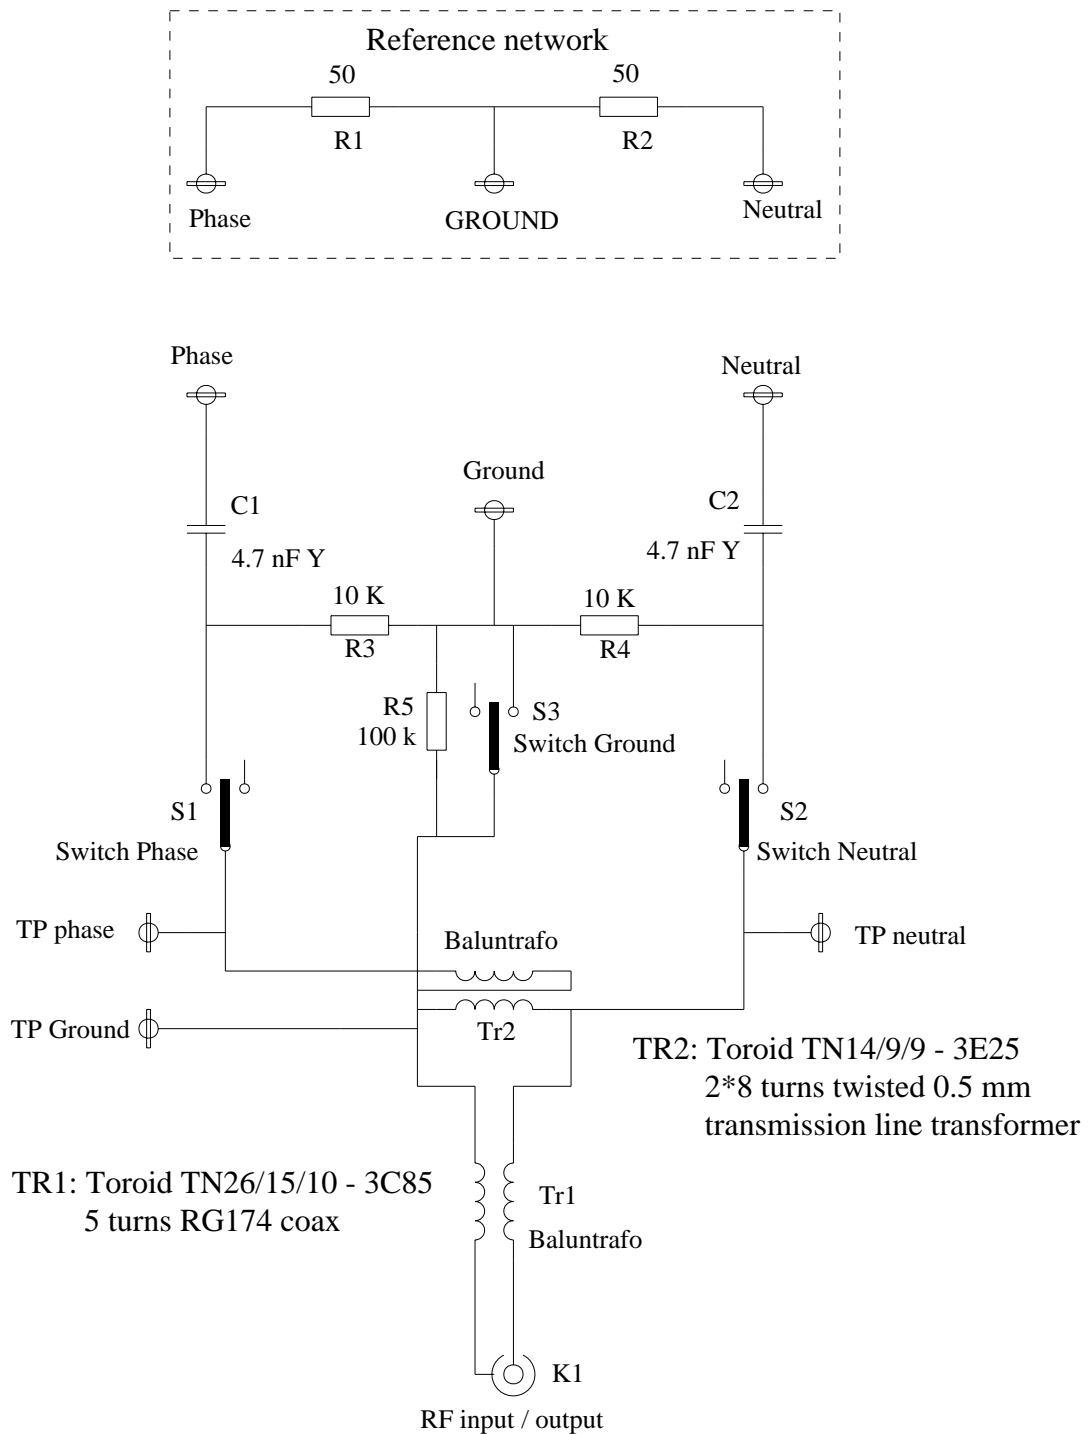 Reference network
50
50
R1
R2
Phase
GROUND
Neutral
Phase
Neutral
Ground
C1
C2
4.7 nF Y
4.7 nF Y
10 K
10 K
R3
R4
R5
100 k
S3
Switch Ground
S1
S2
Switch Phase
Switch Neutral
TP phase
Baluntrafo
TP neutral
TP Ground
Tr2
TR2: Toroid TN14/9/9 - 3E25
2*8 turns twisted 0.5 mm
transmission line transformer
TR1: Toroid TN26/15/10 - 3C85
5 turns RG174 coax
Tr1
Baluntrafo
K1
RF input / output